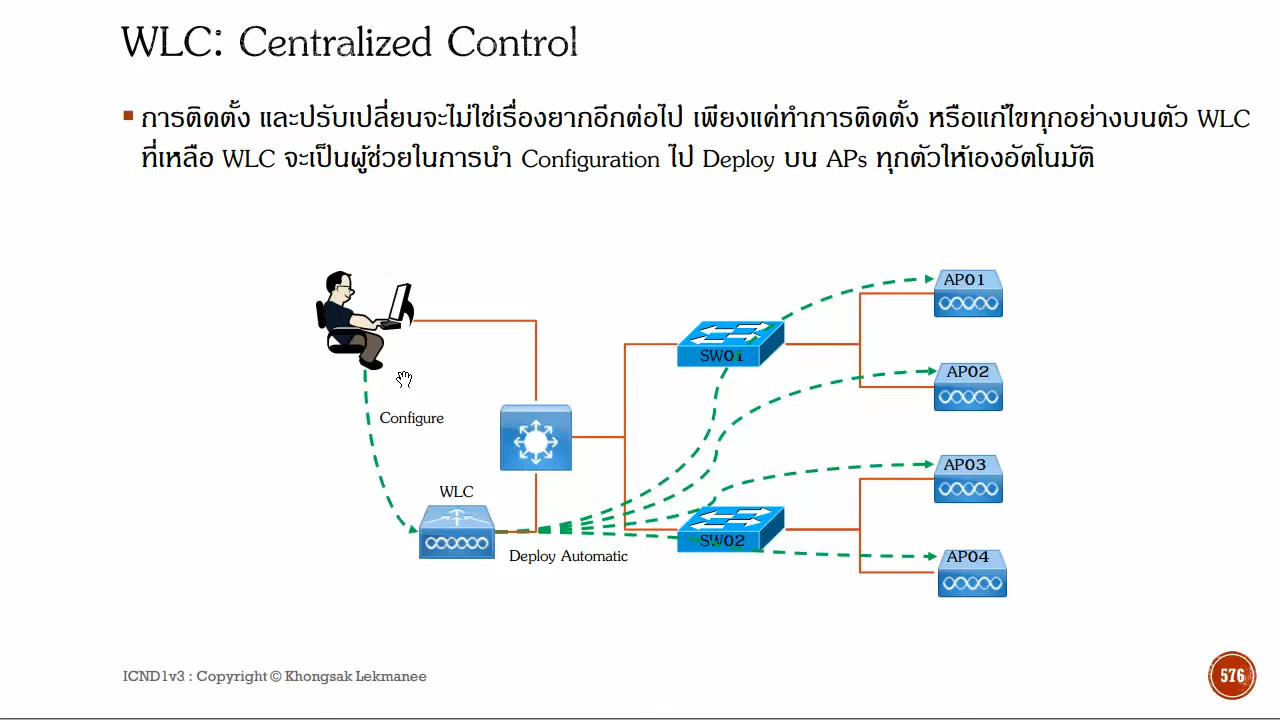 WLC: Centralized Control
การติดตั้ง และปรับเปลี่ยนจะไม่ใช่เรื่องยากอีกต่อไป เพียงแค่ทำการติดตั้ง หรือแก้ไขทุกอย่างบนตัว WLC
ที่เหลือ WLC จะเป็นผู้ช่วยในการนำ Configuration ไป Deploy บน APs ทุกตัวให้เองอัตโนมัติ
AP01
SW01
AP02
Configure
AP03
WLC
SW02
Deploy Automatic
AP04
ICND1v3 : Copyright © Khongsak Lekmanee
576